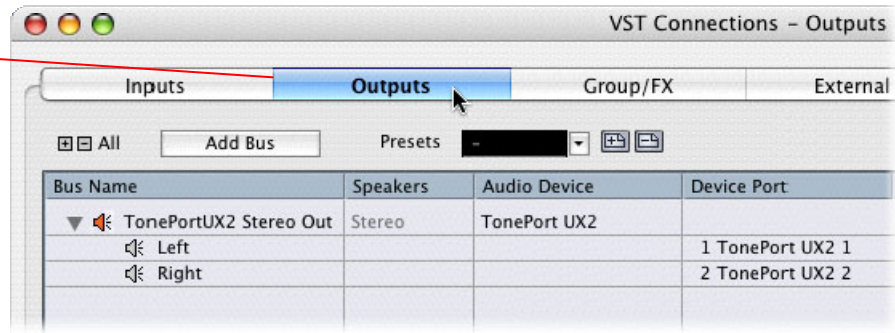 VST Connections – Outputs
Inputs Outputs Group/FX External
All Add Bus Presets -
Bus Name Speakers Audio Device Device Port
TonePortUX2 Stereo Out Stereo TonePort UX2
Left 1 TonePort UX2 1
Right 2 TonePort UX2 2